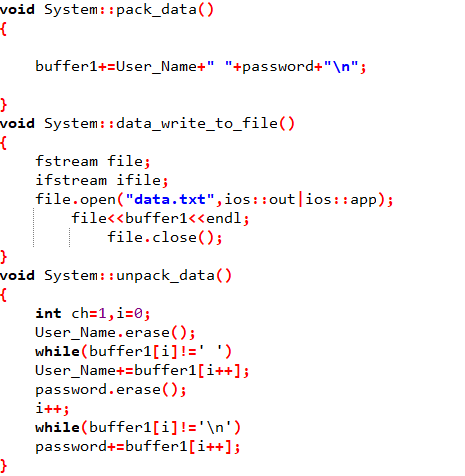 void System::pack_data()
{
buffer1+=User_Name+" "+password+"\n";
}
void System::data_write_to_file()
{
fstream file;
ifstream ifile;
file.open("data.txt",ios::out|ios::app);
file<<buffer1<<endl;
file.close();
}
void System::unpack_data()
{
int ch=1,i=0;
User_Name.erase();
while(buffer1[i]!=' ')
User_Name+=buffer1[i++];
password.erase();
i++;
while(buffer1[i]!='\n')
password+=buffer1[i++];
}